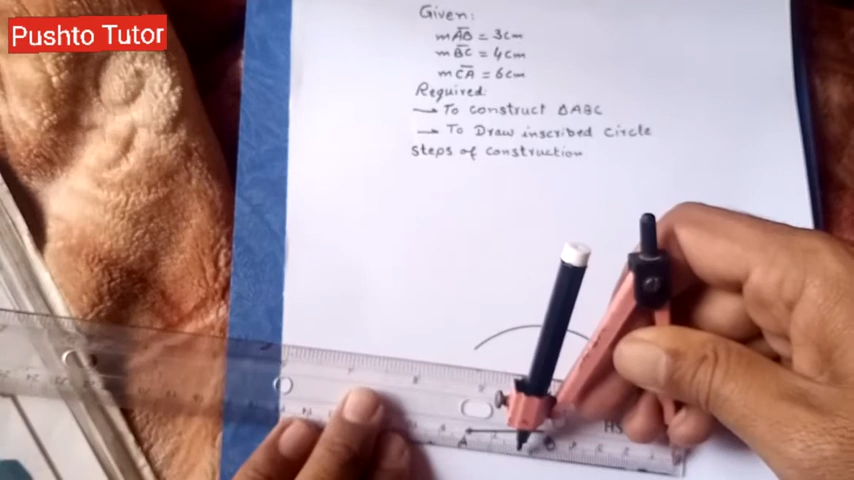 Pushto Tutor
Given:
mAB = 3cm
mBC = 4cm
mCA = 6cm
Required:
→ To construct ΔABC
→ To Draw inscribed circle
steps of construction
A